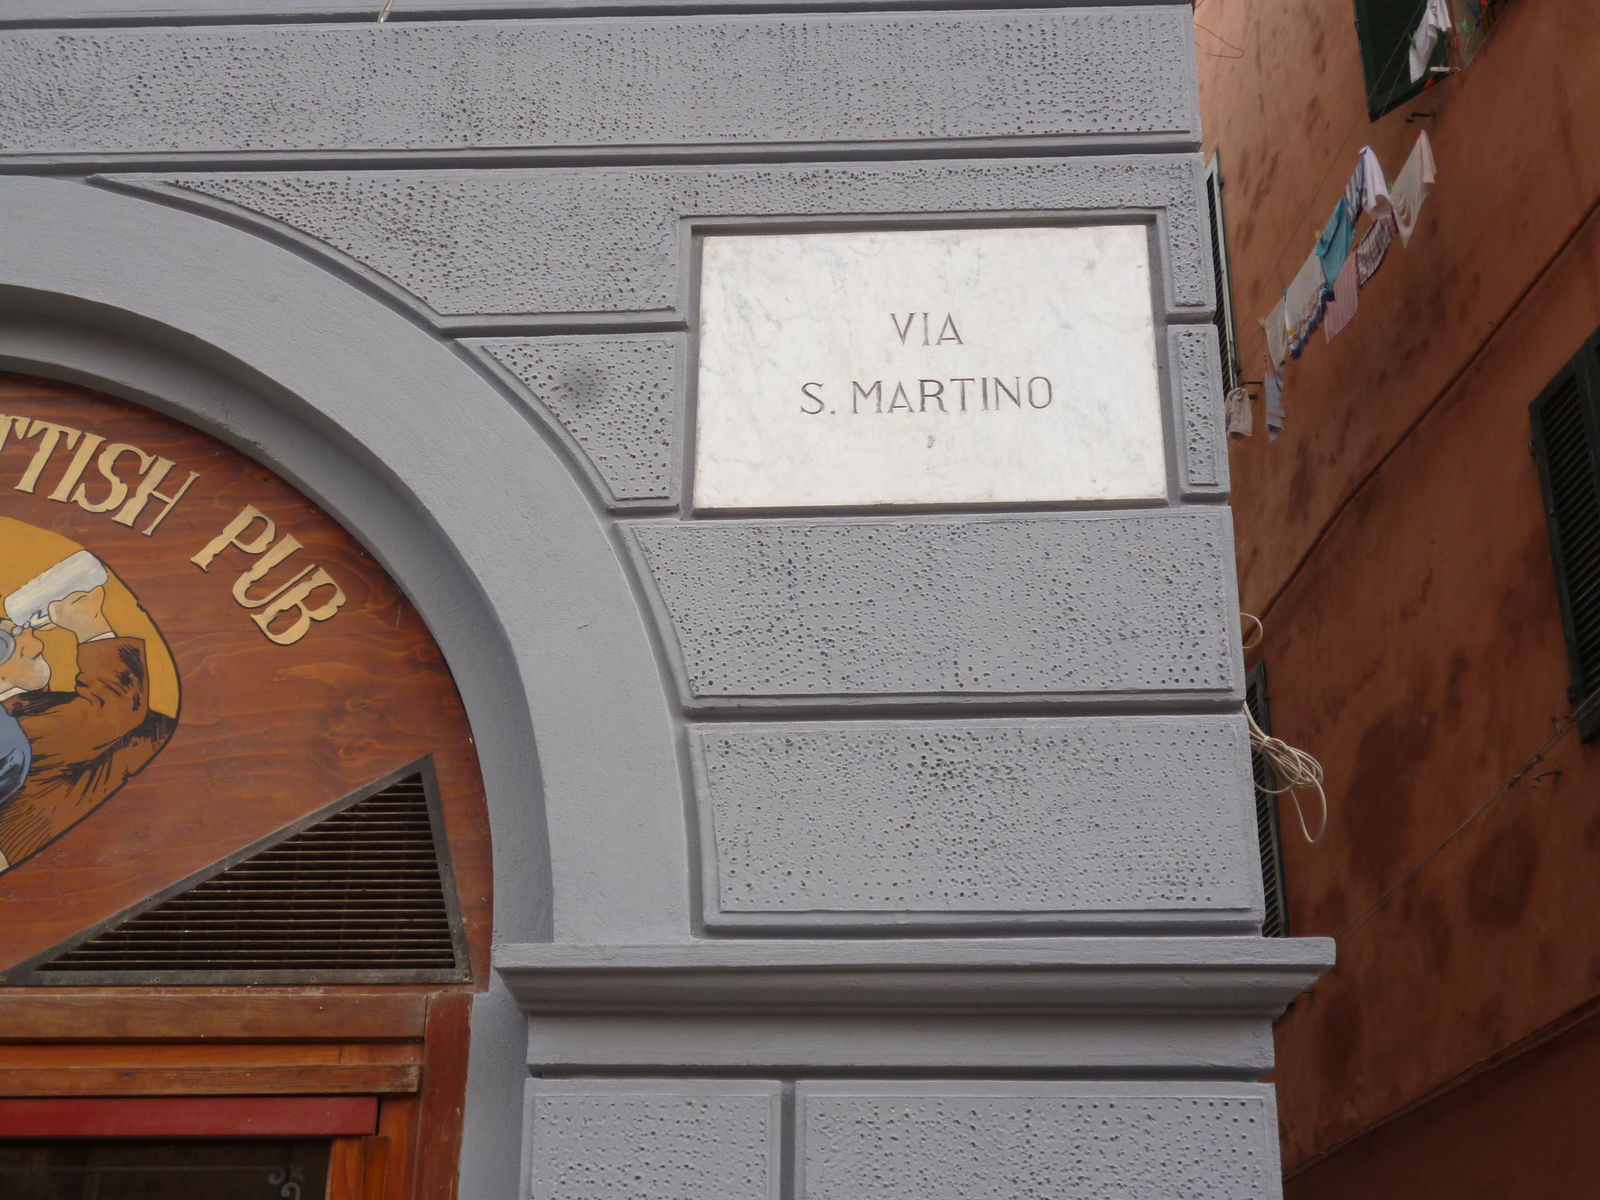 TTISH PUB
VIA
S. MARTINO